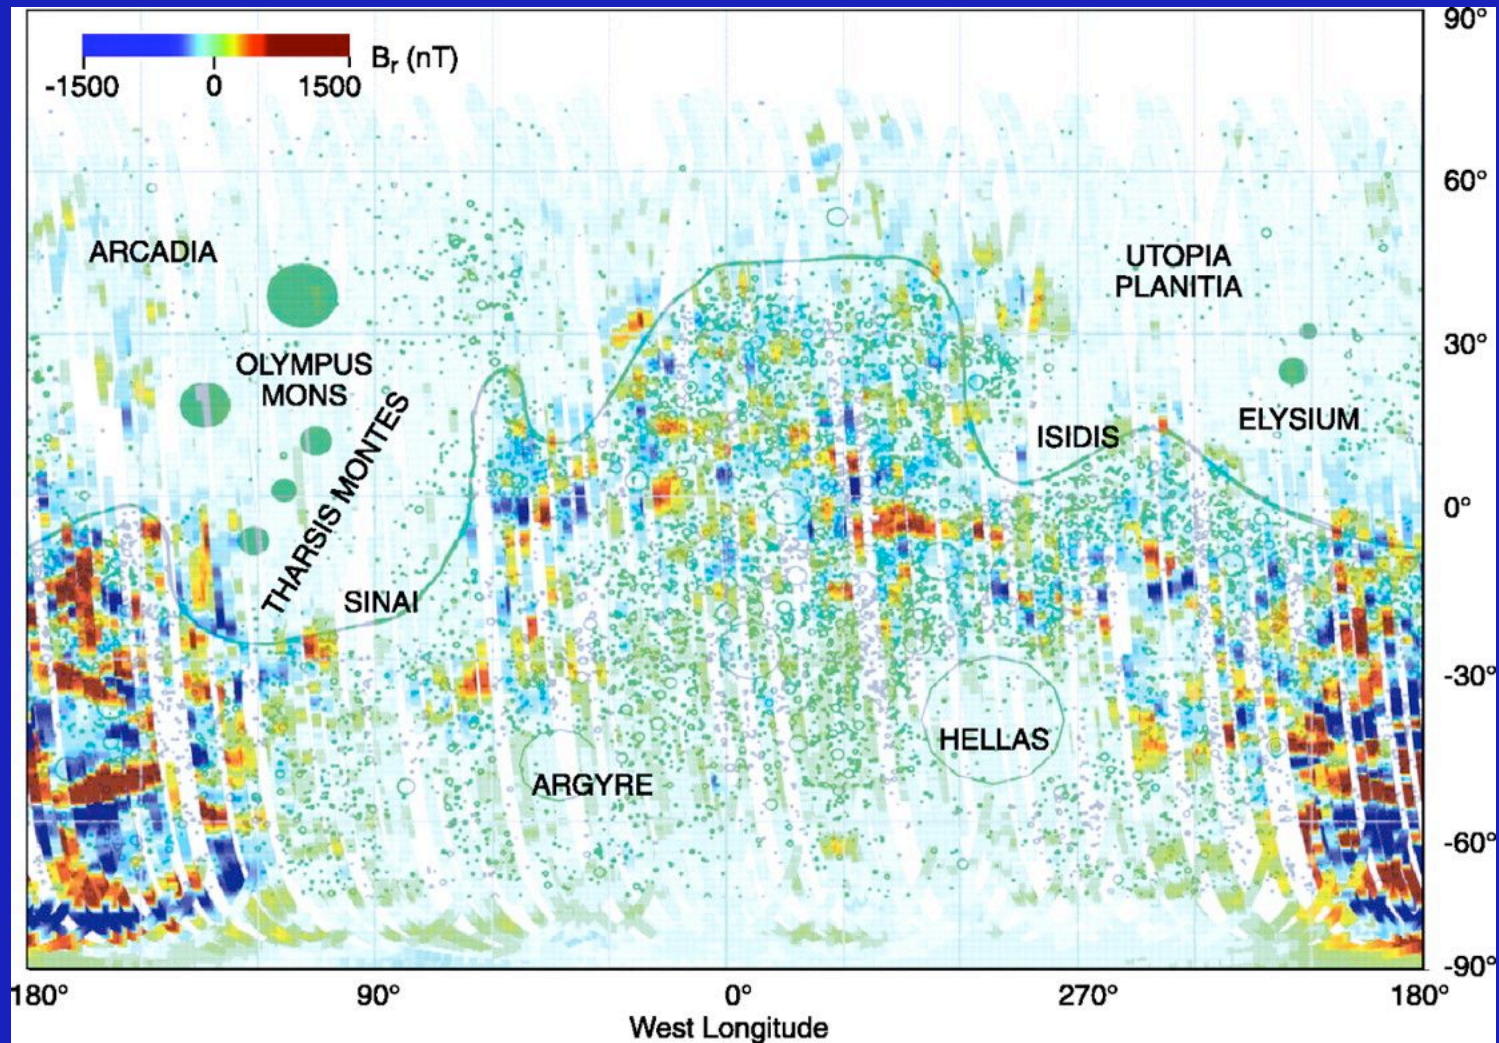 90°
B_r (nT)
-1500 0 1500
60°
ARCADIA
UTOPIA
PLANITIA
30°
OLYMPUS
MONS
THARSIS MONTES
ELYSIUM
ISIDIS
0°
SINAI
-30°
HELLAS
ARGYRE
-60°
-90°
180° 90° 0° 270° 180°
West Longitude